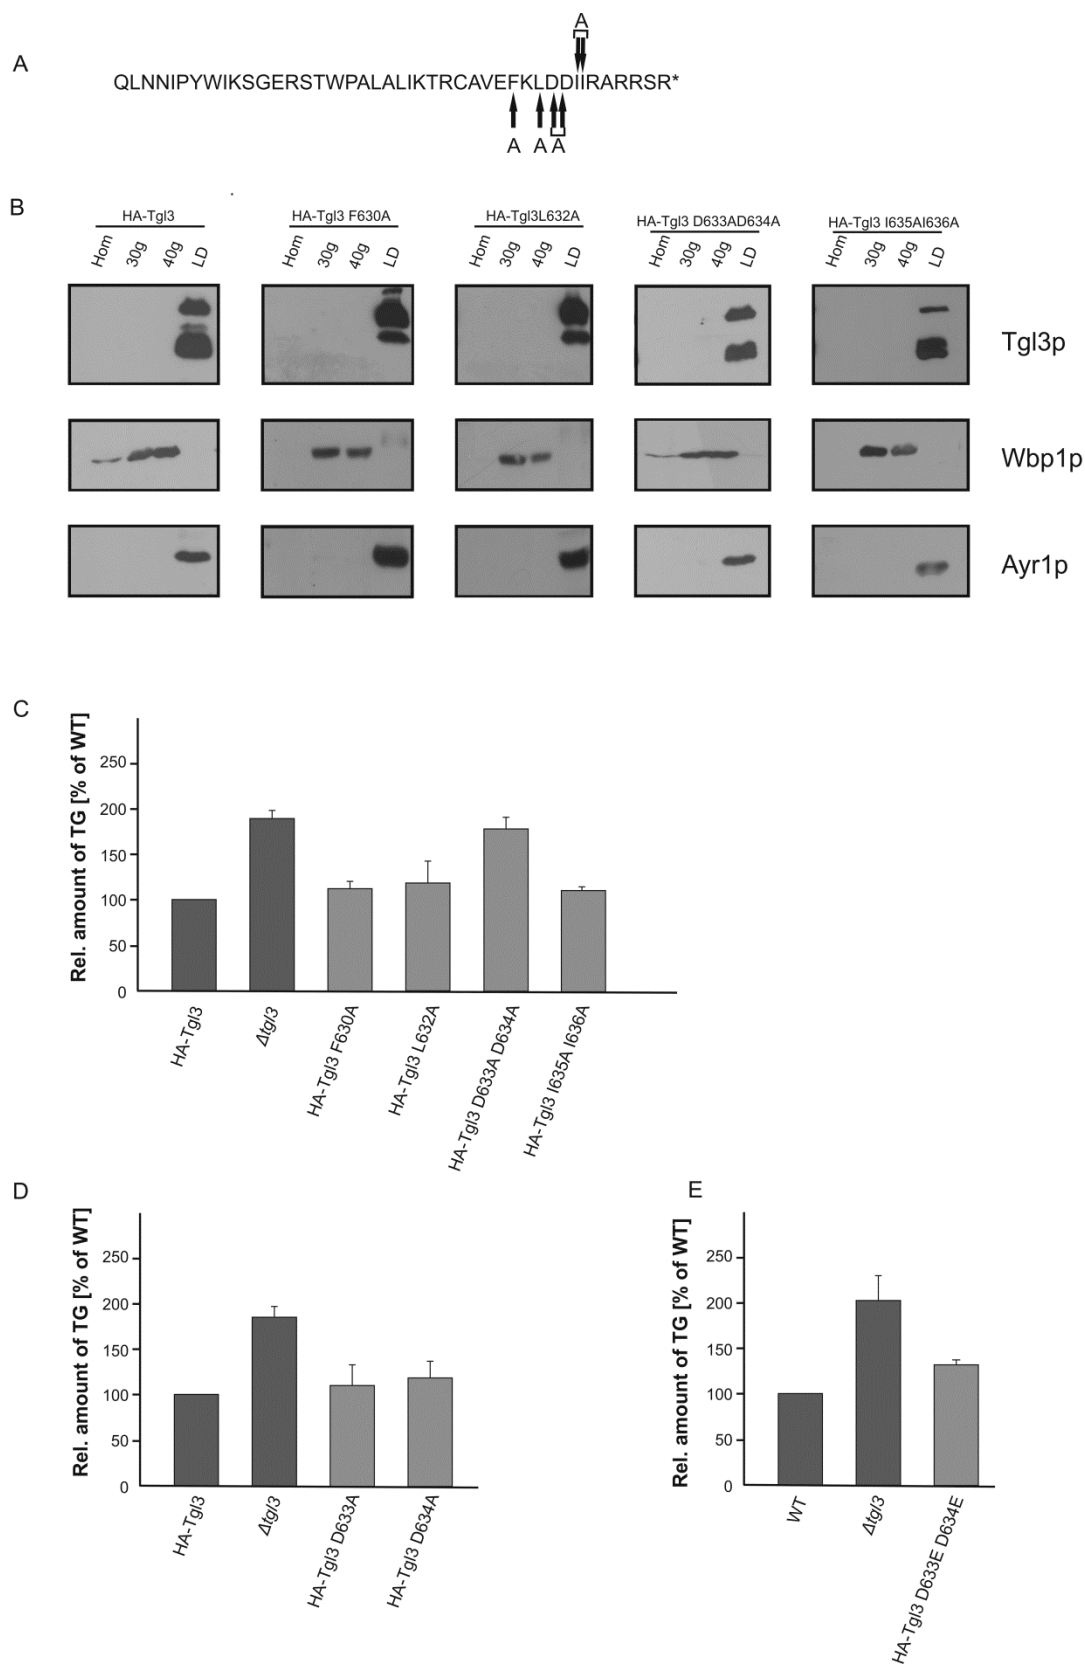 A
A
QLNNIPYWIKSGERSTWPALALIKTRCAVEFKLDDIIRARRSR*
A A A
B
HA-Tgl3 HA-Tgl3 F630A HA-Tgl3L632A HA-Tgl3 D633AD634A HA-Tgl3 I635AI636A
Hom 30g 40g LD Hom 30g 40g LD Hom 30g 40g LD Hom 30g 40g LD Hom 30g 40g LD
Tgl3p
Wbp1p
Ayr1p
C
Rel. amount of TG [% of WT]
250
200
150
100
50
0
HA-Tgl3
Δtgl3
HA-Tgl3 F630A
HA-Tgl3 L632A
HA-Tgl3 D633A D634A
HA-Tgl3 I635A I636A
D
Rel. amount of TG [% of WT]
250
200
150
100
50
0
HA-Tgl3
Δtgl3
HA-Tgl3 D633A
HA-Tgl3 D634A
E
Rel. amount of TG [% of WT]
250
200
150
100
50
0
WT
Δtgl3
HA-Tgl3 D633E D634E